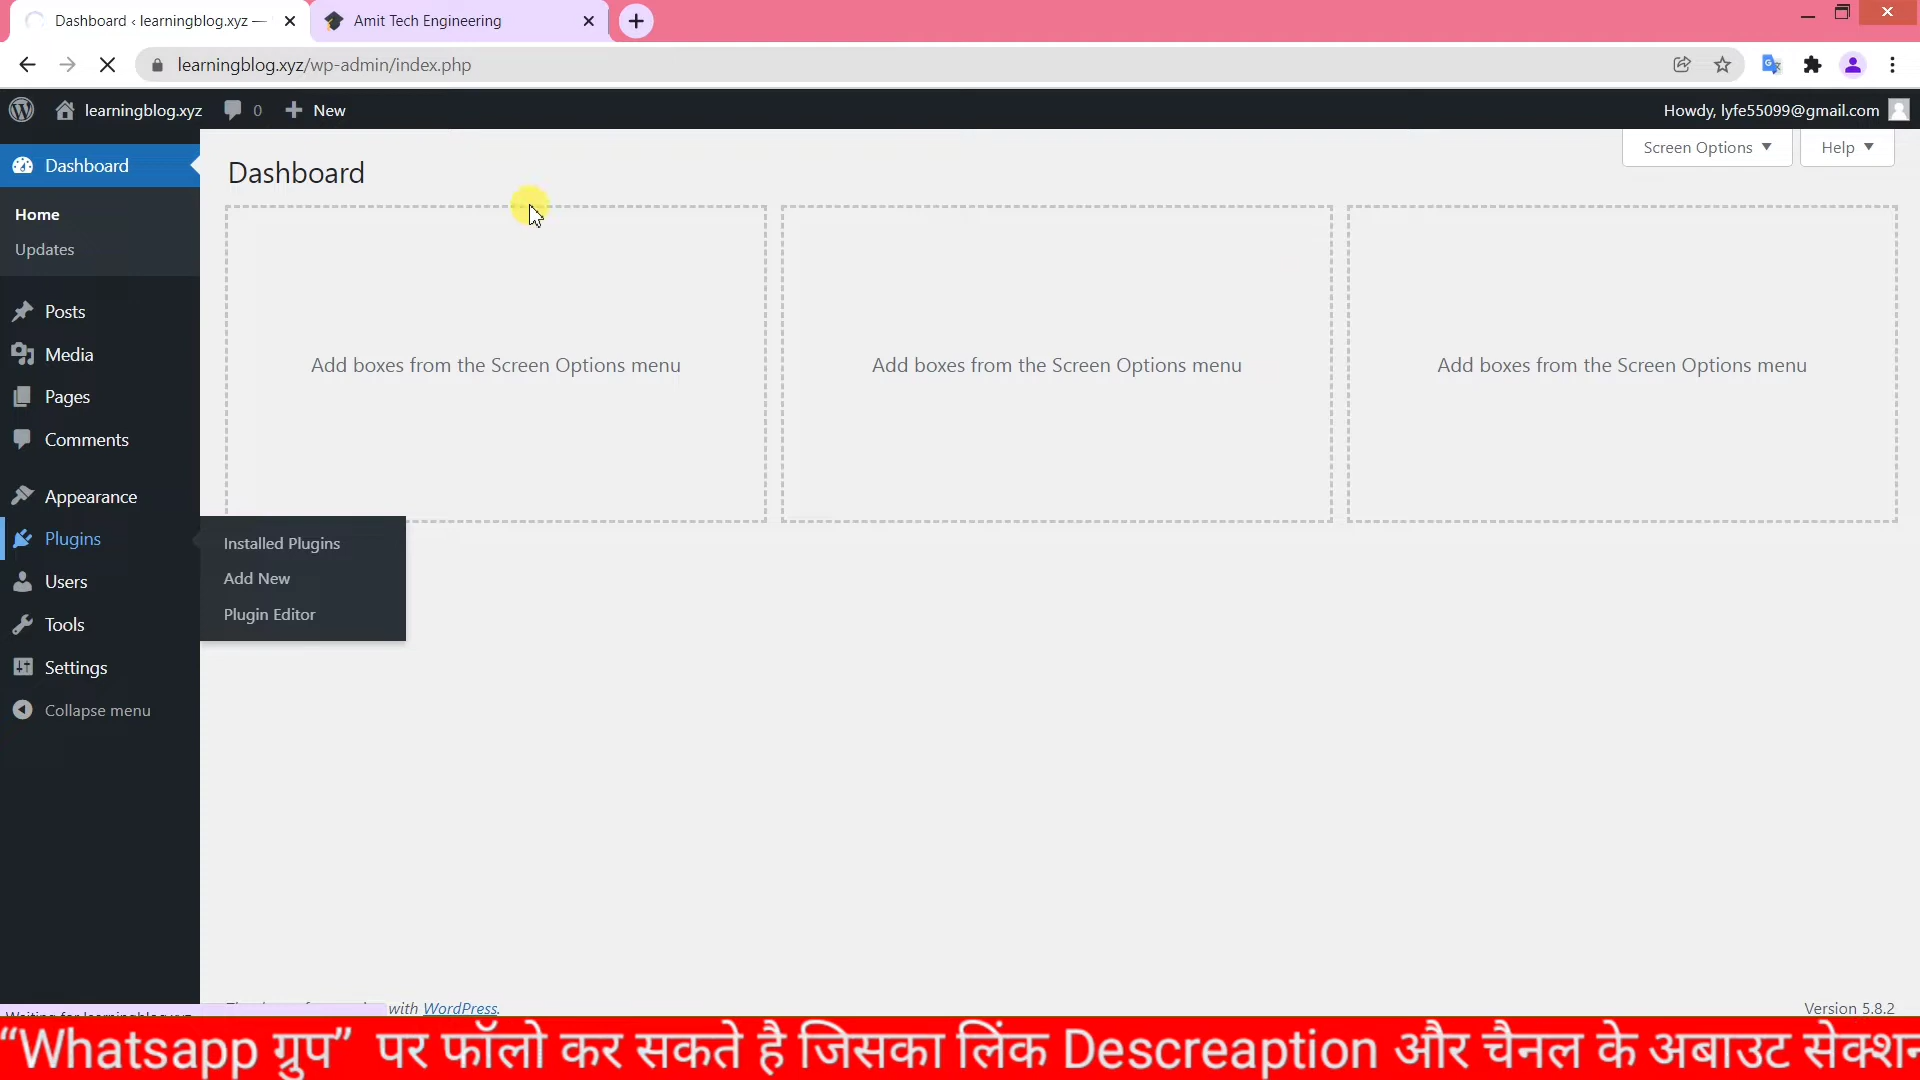 Dashboard ‹ learningblog.xyz —
Amit Tech Engineering
learningblog.xyz/wp-admin/index.php
learningblog.xyz
0
New
Howdy, lyfe55099@gmail.com
Dashboard
Home
Updates
Posts
Media
Pages
Comments
Appearance
Plugins
Users
Tools
Settings
Collapse menu
Installed Plugins
Add New
Plugin Editor
Dashboard
Screen Options
Help
Add boxes from the Screen Options menu
Add boxes from the Screen Options menu
Add boxes from the Screen Options menu
with WordPress.
Version 5.8.2
“Whatsapp ग्रुप” पर फॉलो कर सकते है जिसका लिंक Descreaption और चैनल के अबाउट सेक्शन